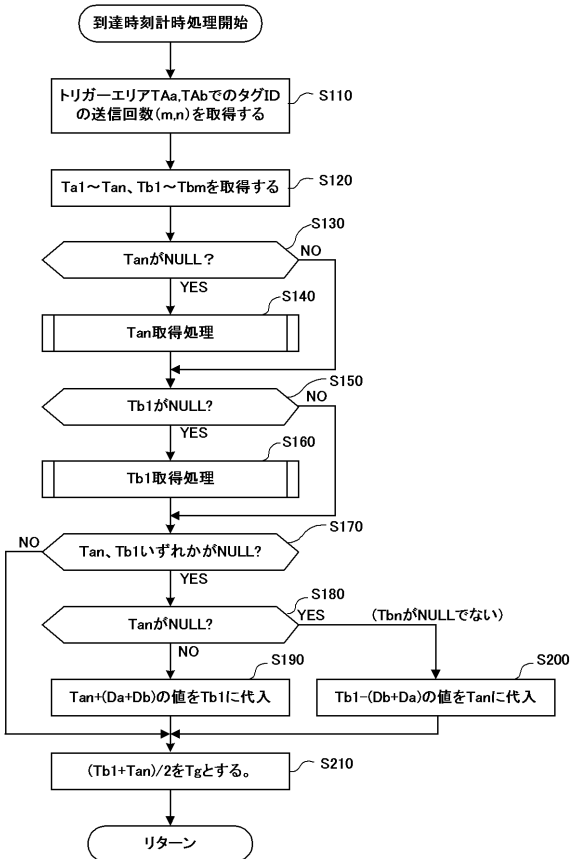 到達時刻計時処理開始
トリガーエリアTAa,TAbでのタグID
の送信回数(m,n)を取得する
S110
Ta1～Tan、Tb1～Tbmを取得する
S120
S130
TanがNULL？
NO
YES
S140
Tan取得処理
S150
Tb1がNULL?
NO
YES
S160
Tb1取得処理
S170
NO
Tan、Tb1いずれかがNULL?
YES
S180
TanがNULL?
YES
(TbnがNULLでない)
NO
S190
S200
Tan+(Da+Db)の値をTb1に代入
Tb1-(Db+Da)の値をTanに代入
(Tb1+Tan)/2をTgとする。
S210
リターン